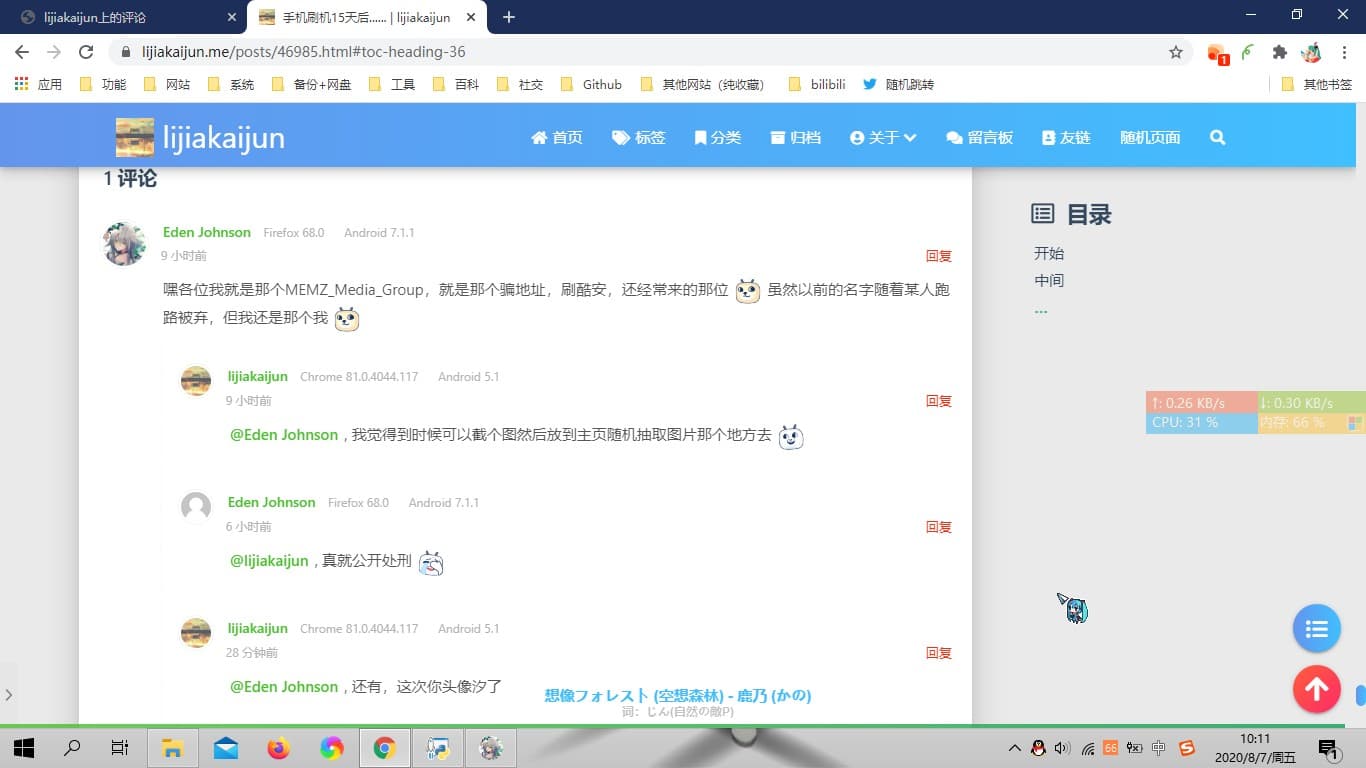 lijiakaijun上的评论
手机刷机15天后...... | lijiakaijun
lijiakaijun.me/posts/46985.html#toc-heading-36
1
应用 功能 网站 系统 备份+网盘 工具 百科 社交 Github 其他网站（纯收藏） bilibili 随机跳转 其他书签
lijiakaijun 首页 标签 分类 归档 关于 留言板 友链 随机页面
1 评论
Eden Johnson Firefox 68.0 Android 7.1.1
9 小时前 回复
嘿各位我就是那个MEMZ_Media_Group，就是那个骗地址，刷酷安，还经常来的那位 虽然以前的名字随着某人跑
路被弃，但我还是那个我
lijiakaijun Chrome 81.0.4044.117 Android 5.1
9 小时前 回复
@Eden Johnson , 我觉得到时候可以截个图然后放到主页随机抽取图片那个地方去
Eden Johnson Firefox 68.0 Android 7.1.1
6 小时前 回复
@lijiakaijun , 真就公开处刑
lijiakaijun Chrome 81.0.4044.117 Android 5.1
28 分钟前 回复
@Eden Johnson , 还有，这次你头像汐了
目录
开始
中间
...
↑: 0.26 KB/s ↓: 0.30 KB/s
CPU: 31 % 内存: 66 %
想像フォレスト (空想森林) - 鹿乃 (かの)
词：じん(自然の敵P)
66 中
10:11
2020/8/7/周五
1